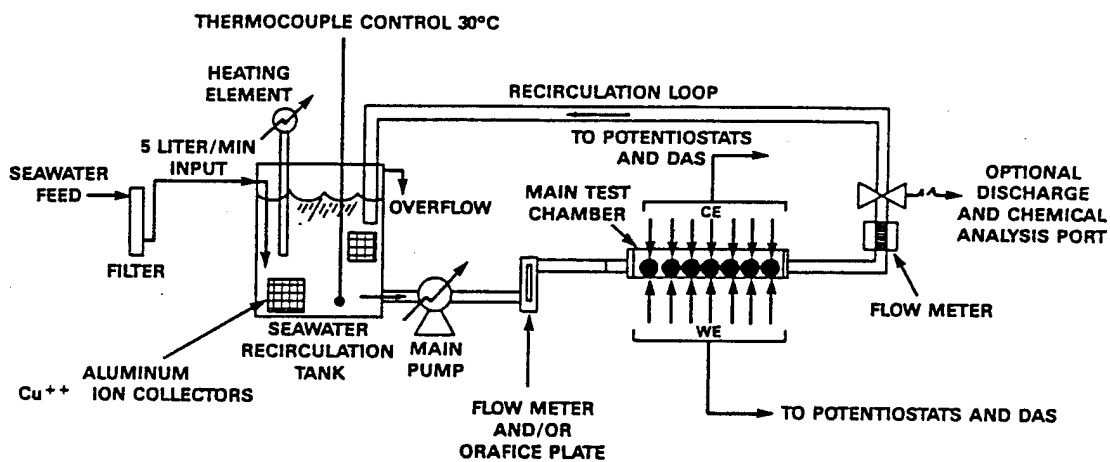 THERMOCOUPLE CONTROL 30°C
HEATING
ELEMENT
RECIRCULATION LOOP
5 LITER/MIN
INPUT
TO POTENTIOSTATS
AND DAS
SEAWATER
FEED
OPTIONAL
DISCHARGE
AND CHEMICAL
ANALYSIS PORT
MAIN TEST
CHAMBER
CE
OVERFLOW
FILTER
FLOW METER
SEAWATER
RECIRCULATION
TANK
MAIN
PUMP
WE
ALUMINUM
Cu++ ION COLLECTORS
FLOW METER
AND/OR
ORAFICE PLATE
TO POTENTIOSTATS AND DAS